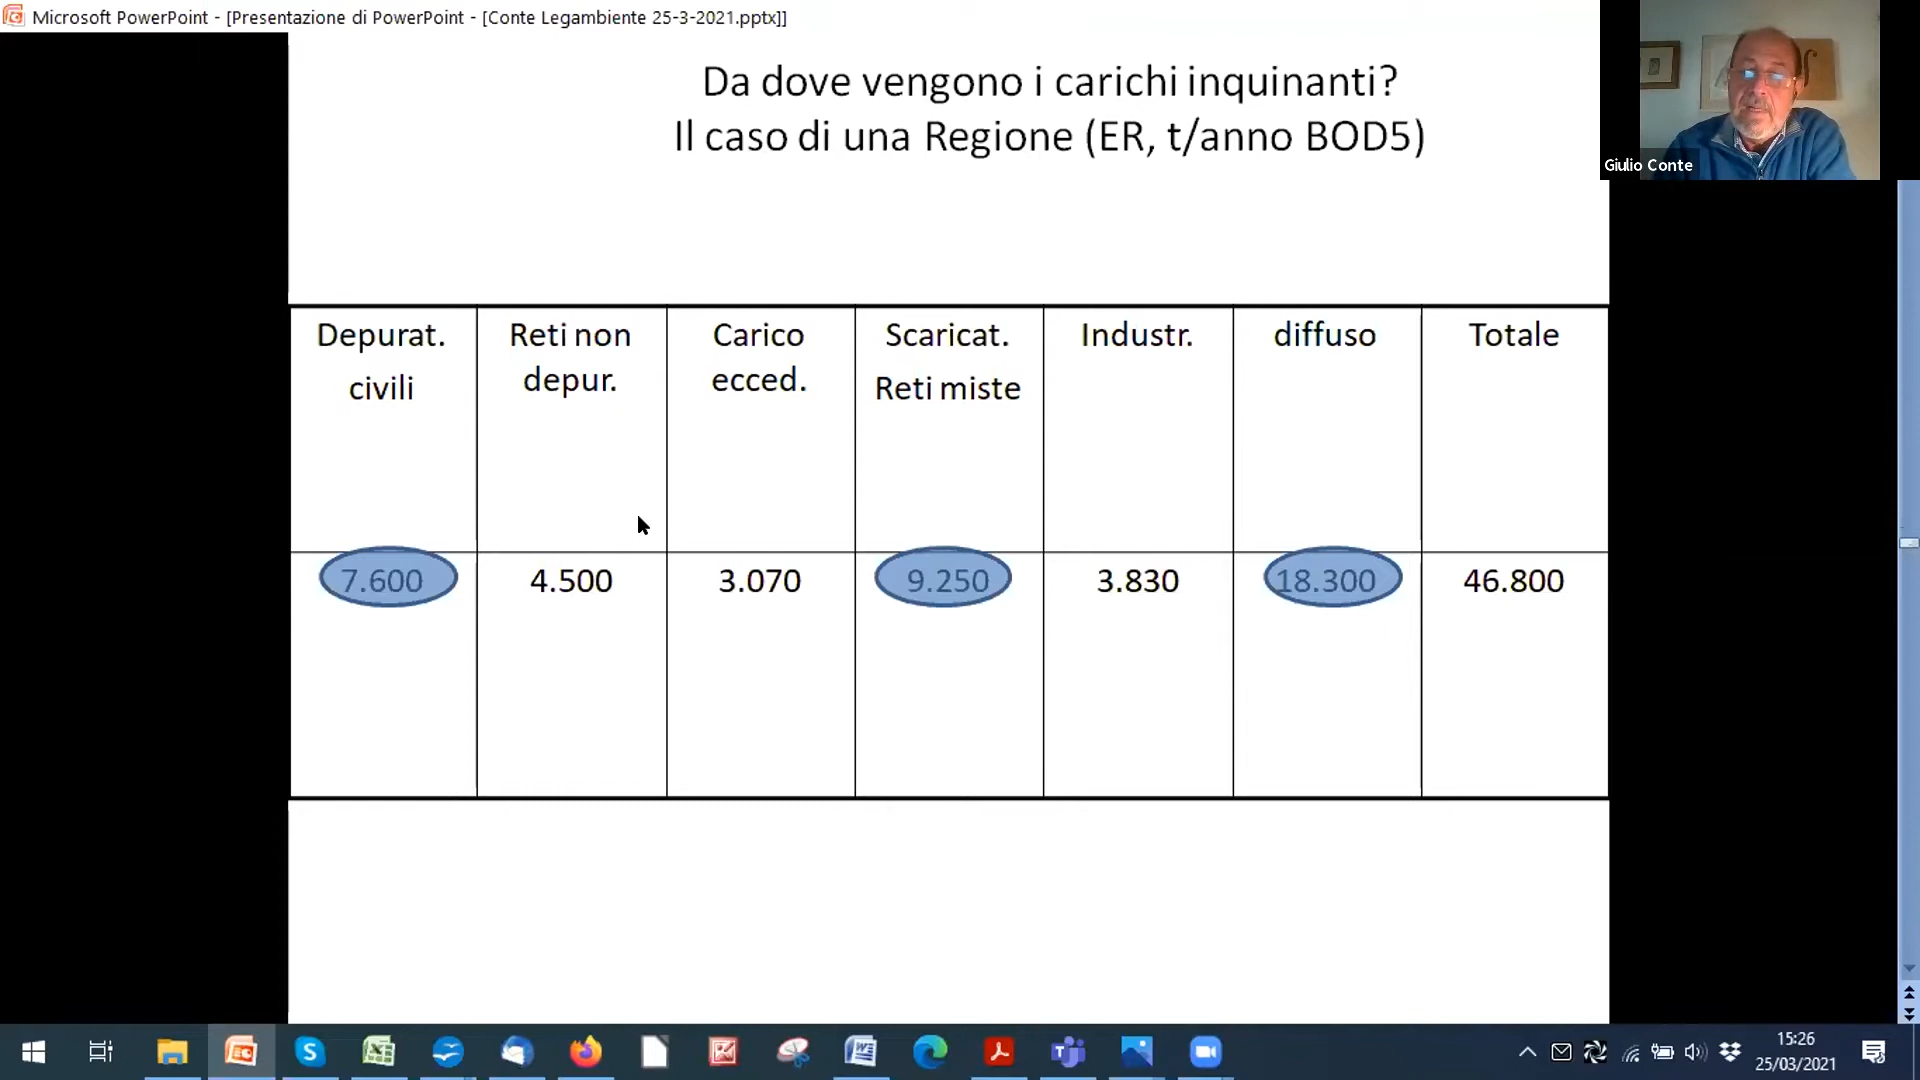 Microsoft PowerPoint - [Presentazione di PowerPoint - [Conte Legambiente 25-3-2021.pptx]]
Da dove vengono i carichi inquinanti?
Il caso di una Regione (ER, t/anno BOD5)
Giulio Conte
Depurat.
civili
Reti non
depur.
Carico
ecced.
Scaricat.
Reti miste
Industr.
diffuso
Totale
7.600
4.500
3.070
9.250
3.830
18.300
46.800
15:26
25/03/2021